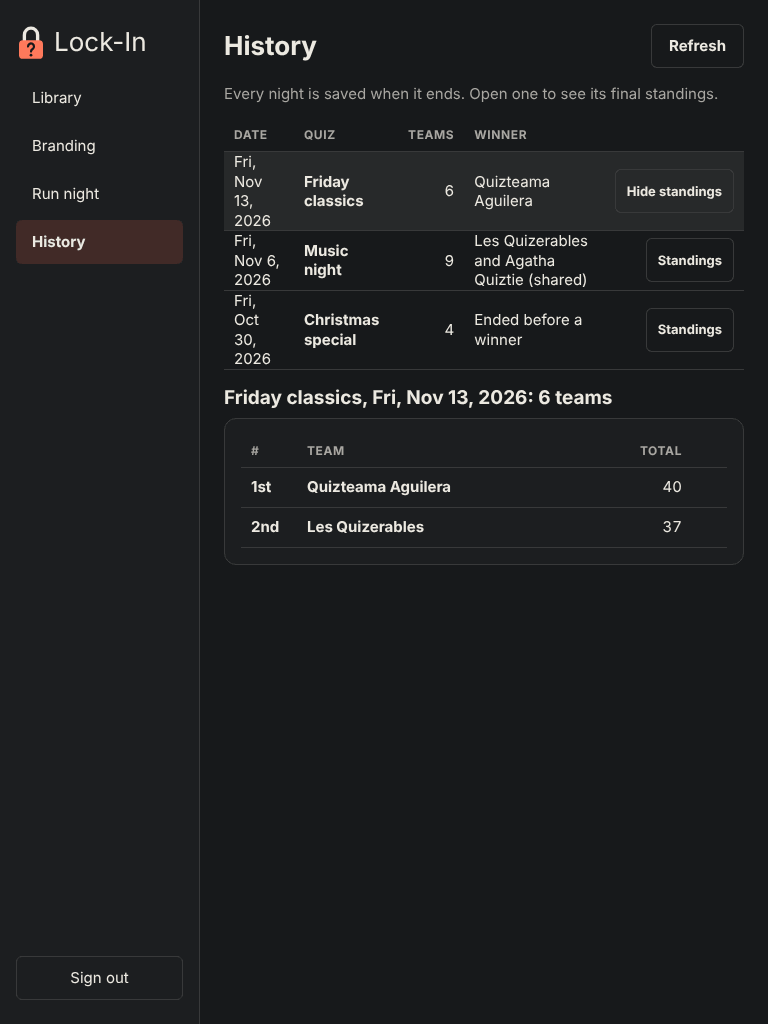 Lock-In
Library
Branding
Run night
History
Sign out
History
Refresh
Every night is saved when it ends. Open one to see its final standings.
DATE QUIZ TEAMS WINNER
Fri,
Nov
13,
2026
Friday
classics
6
Quizteama
Aguilera
Hide standings
Fri,
Nov 6,
2026
Music
night
9
Les Quizerables
and Agatha
Quiztie (shared)
Standings
Fri,
Oct
30,
2026
Christmas
special
4
Ended before a
winner
Standings
Friday classics, Fri, Nov 13, 2026: 6 teams
# TEAM TOTAL
1st Quizteama Aguilera 40
2nd Les Quizerables 37